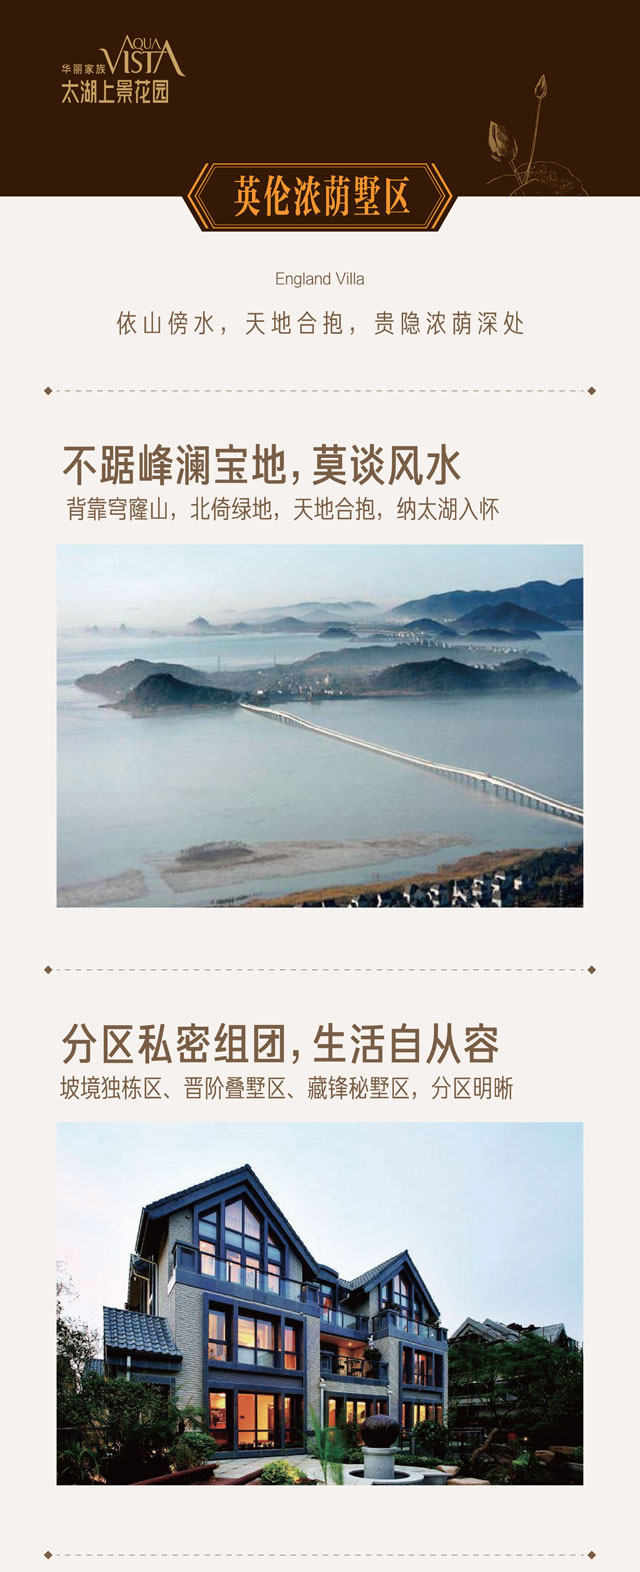 AQUA
华丽家族 VISTA
太湖上景花园
英伦浓荫墅区
England Villa
依山傍水，天地合抱，贵隐浓荫深处
不踞峰澜宝地，莫谈风水
背靠穹窿山，北倚绿地，天地合抱，纳太湖入怀
分区私密组团，生活自从容
坡境独栋区、晋阶叠墅区、藏锋秘墅区，分区明晰